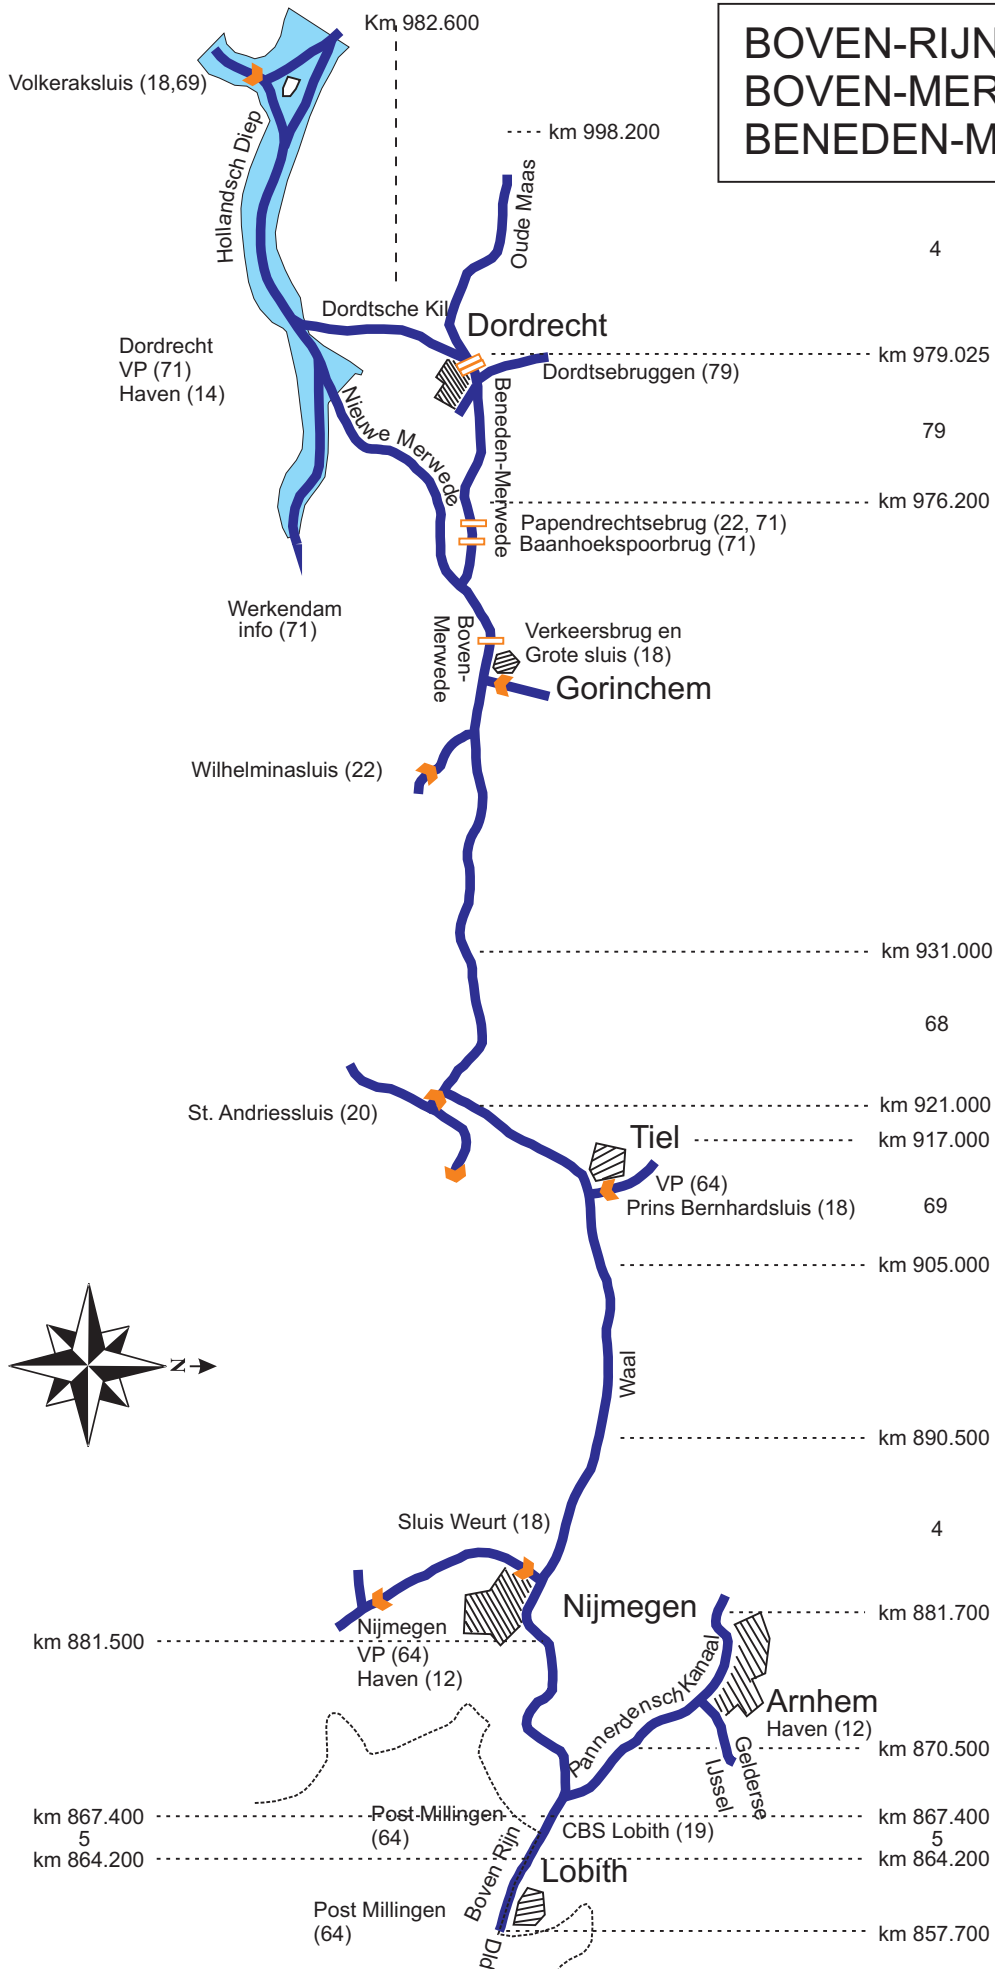 BOVEN-RIJN
BOVEN-MER
BENEDEN-M
Km 982.600
Volkeraksluis (18,69)
km 998.200
Hollandsch Diep
Oude Maas
4
Dordtsche Kil
Dordrecht
Dordrecht
VP (71)
Haven (14)
km 979.025
Dordtsebruggen (79)
Nieuwe Merwede
Beneden-Merwede
79
km 976.200
Papendrechtsebrug (22, 71)
Baanhoekspoorbrug (71)
Werkendam
info (71)
Boven-
Merwede
Verkeersbrug en
Grote sluis (18)
Gorinchem
Wilhelminasluis (22)
km 931.000
68
St. Andriessluis (20)
km 921.000
Tiel
km 917.000
VP (64)
Prins Bernhardsluis (18)
69
km 905.000
N
Waal
km 890.500
Sluis Weurt (18)
4
Nijmegen
km 881.700
Nijmegen
VP (64)
Haven (12)
km 881.500
Pannerdensch Kanaal
Arnhem
Haven (12)
Gelderse
IJssel
km 870.500
km 867.400
5
km 864.200
Post Millingen
(64)
CBS Lobith (19)
km 867.400
5
km 864.200
Boven Rijn
Lobith
Post Millingen
(64)
km 857.700
Dld